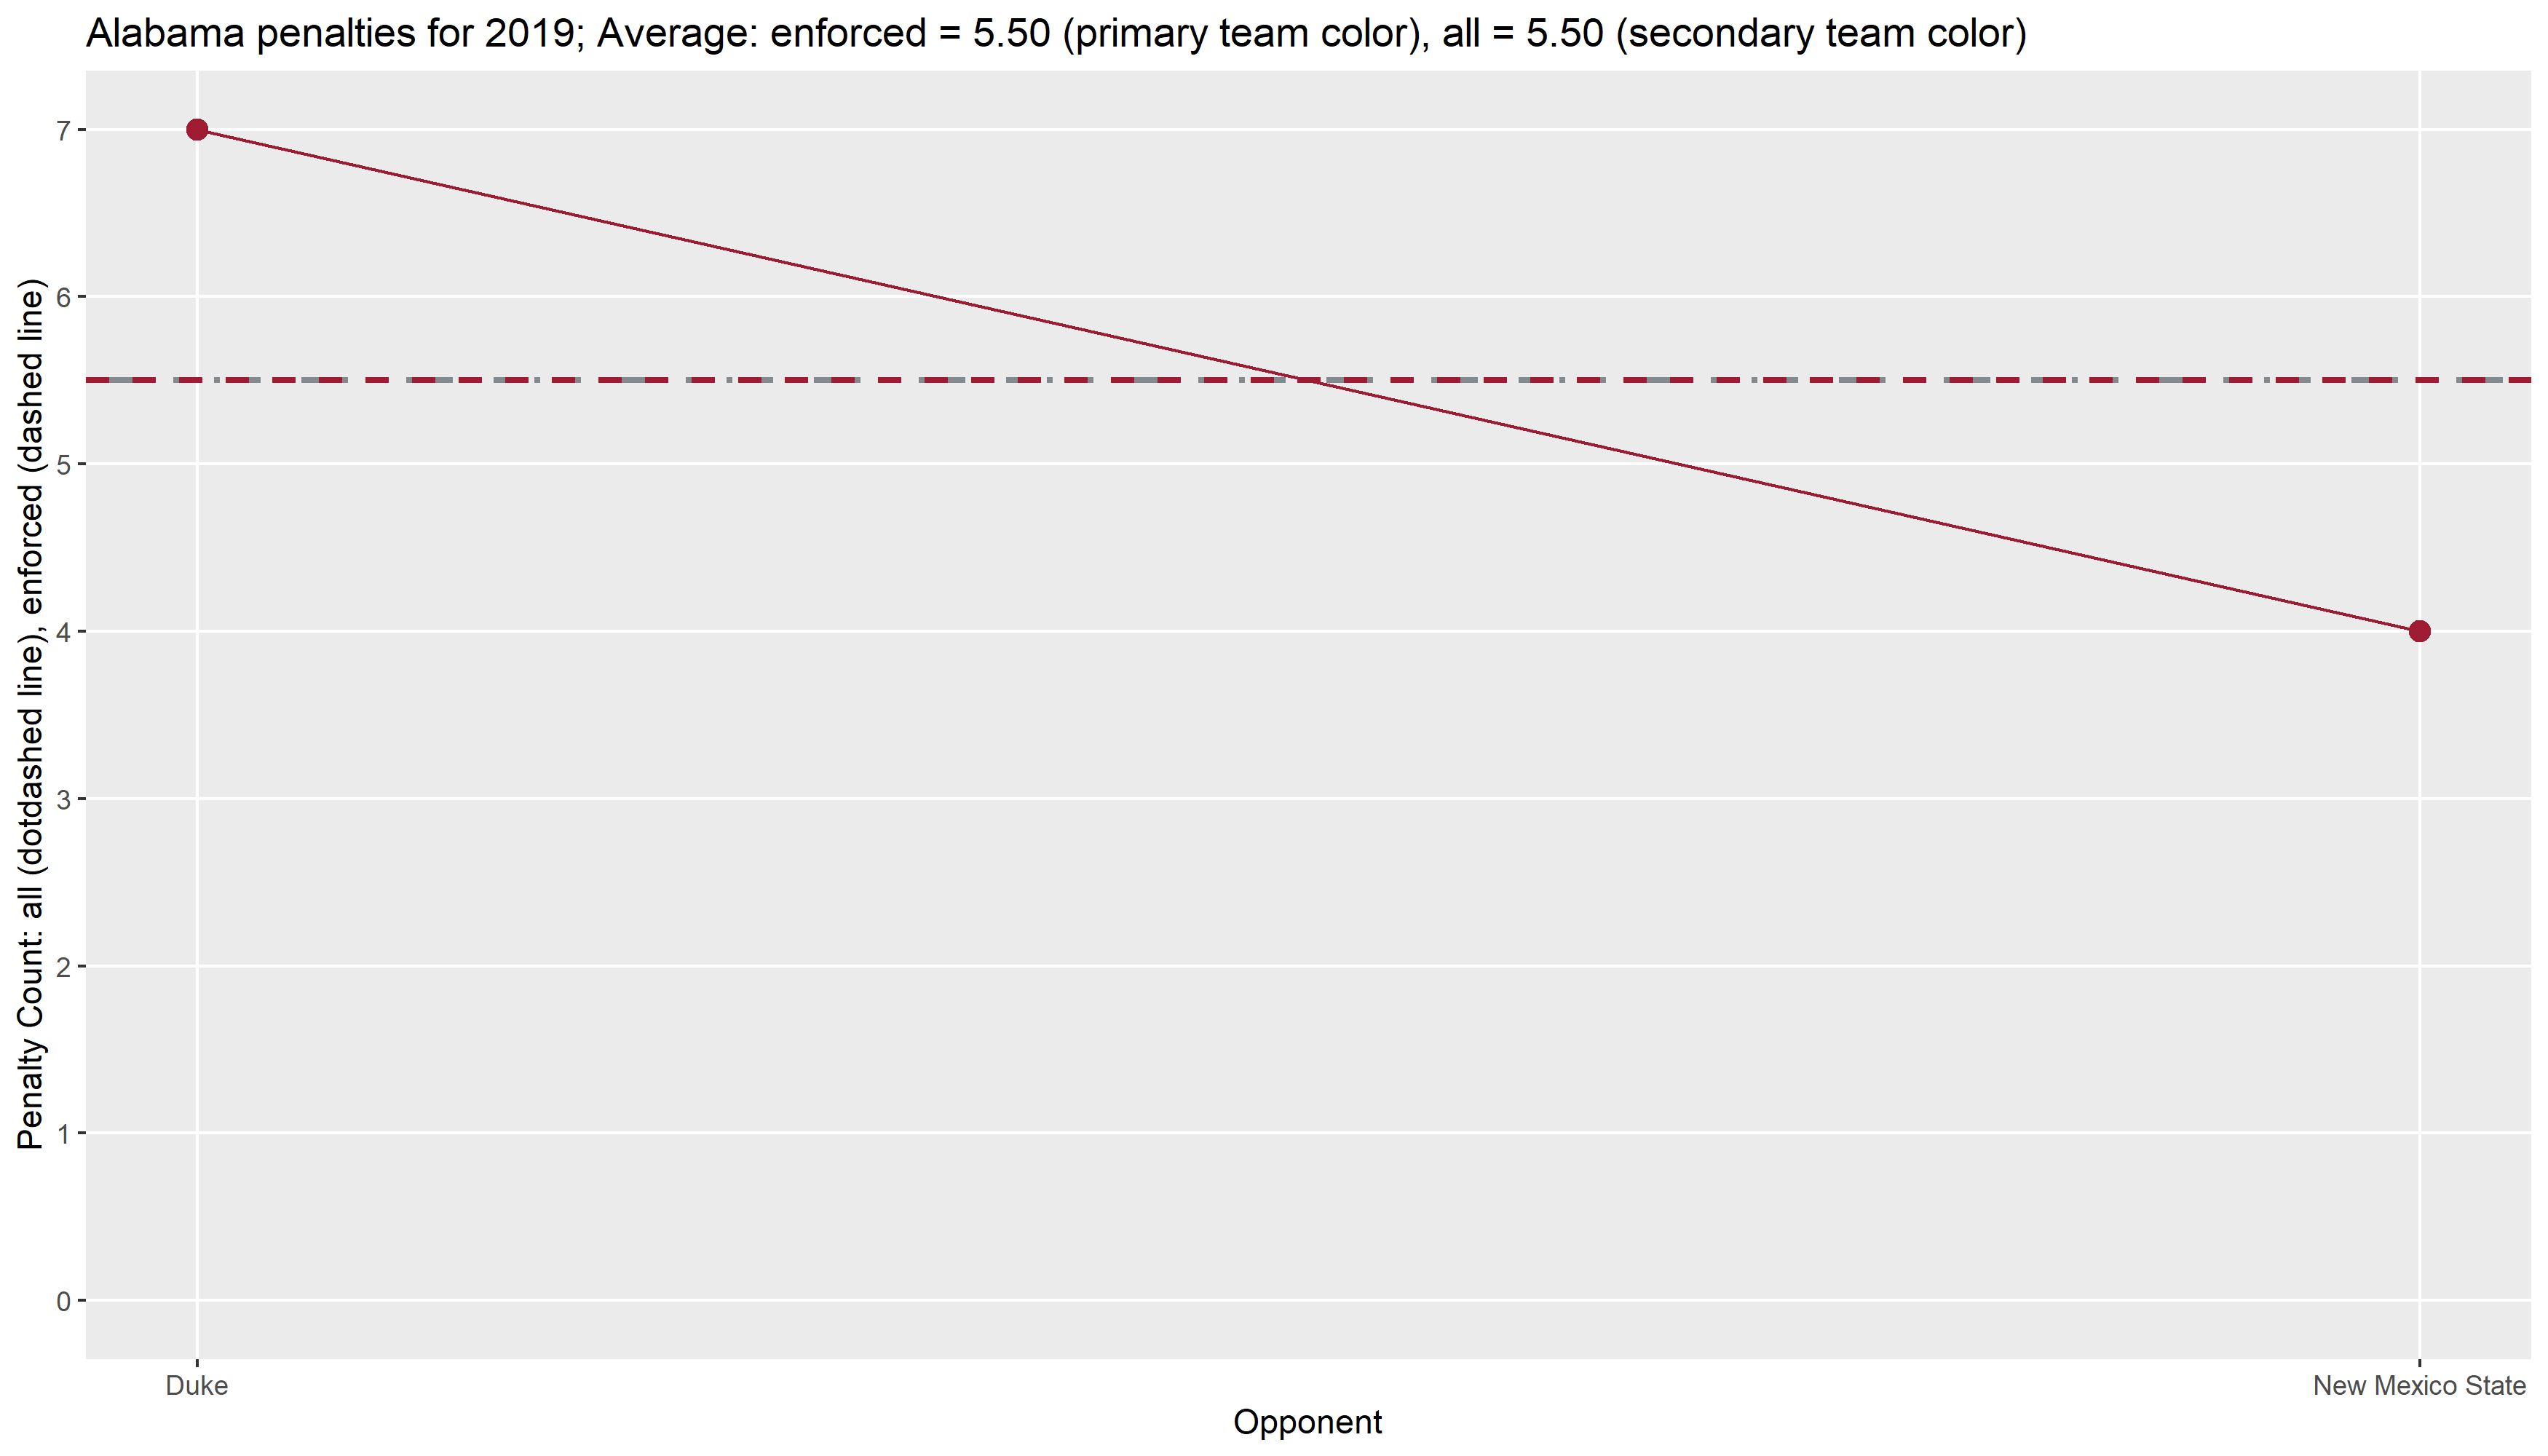 Alabama penalties for 2019; Average: enforced = 5.50 (primary team color), all = 5.50 (secondary team color)
Penalty Count: all (dotdashed line), enforced (dashed line)
7
6
5
4
3
2
1
0
Duke
New Mexico State
Opponent